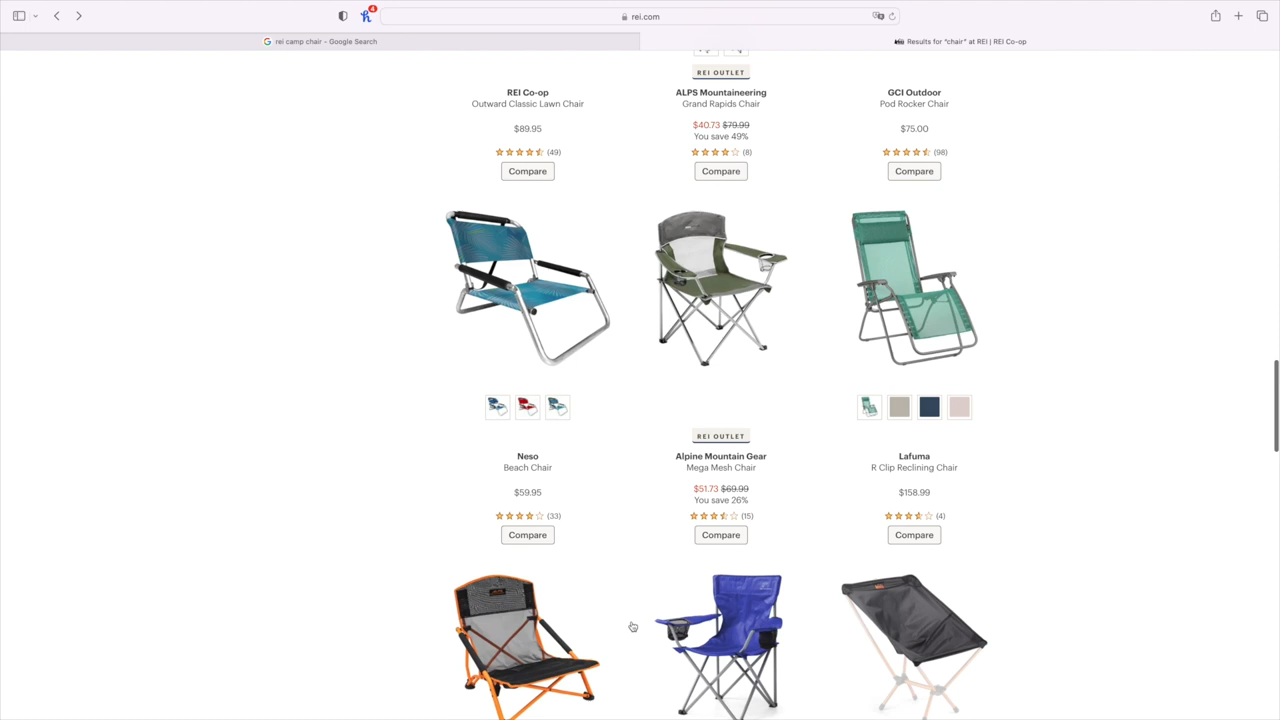 4
rei.com
rei camp chair – Google Search
Results for "chair" at REI | REI Co-op
REI OUTLET
REI Co-op
Outward Classic Lawn Chair
$89.95
(49)
Compare
ALPS Mountaineering
Grand Rapids Chair
$40.73 $79.99
You save 49%
(8)
Compare
GCI Outdoor
Pod Rocker Chair
$75.00
(98)
Compare
Neso
Beach Chair
$59.95
(33)
Compare
REI OUTLET
Alpine Mountain Gear
Mega Mesh Chair
$51.73 $69.99
You save 26%
(15)
Compare
Lafuma
R Clip Reclining Chair
$158.99
(4)
Compare